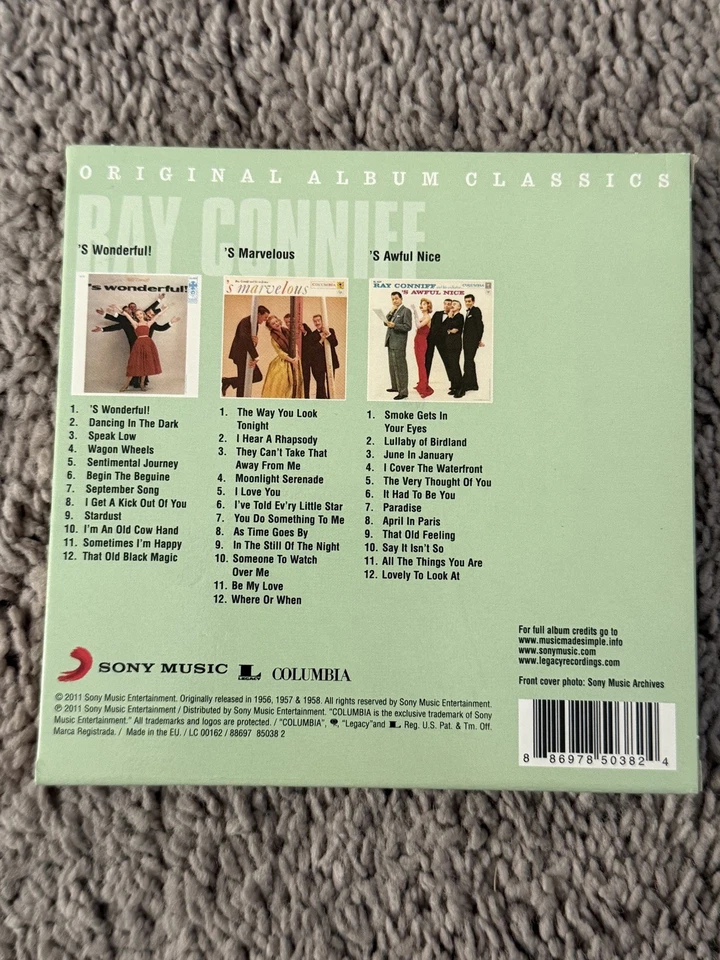 ORIGINAL ALBUM CLASSICS
RAY CONNIFF
'S Wonderful!
's wonderful!
1. 'S Wonderful!
2. Dancing In The Dark
3. Speak Low
4. Wagon Wheels
5. Sentimental Journey
6. Begin The Beguine
7. September Song
8. I Get A Kick Out Of You
9. Stardust
10. I'm An Old Cow Hand
11. Sometimes I'm Happy
12. That Old Black Magic
'S Marvelous
's marvelous
1. The Way You Look
Tonight
2. I Hear A Rhapsody
3. They Can't Take That
Away From Me
4. Moonlight Serenade
5. I Love You
6. I've Told Ev'ry Little Star
7. You Do Something To Me
8. As Time Goes By
9. In The Still Of The Night
10. Someone To Watch
Over Me
11. Be My Love
12. Where Or When
'S Awful Nice
RAY CONNIFF
'S AWFUL NICE
1. Smoke Gets In
Your Eyes
2. Lullaby of Birdland
3. June In January
4. I Cover The Waterfront
5. The Very Thought Of You
6. It Had To Be You
7. Paradise
8. April In Paris
9. That Old Feeling
10. Say It Isn't So
11. All The Things You Are
12. Lovely To Look At
For full album credits go to
www.musicmadesimple.info
www.sonymusic.com
www.legacyrecordings.com
Front cover photo: Sony Music Archives
SONY MUSIC
COLUMBIA
© 2011 Sony Music Entertainment. Originally released in 1956, 1957 & 1958. All rights reserved by Sony Music Entertainment.
℗ 2011 Sony Music Entertainment / Distributed by Sony Music Entertainment. "COLUMBIA" is the exclusive trademark of Sony
Music Entertainment." All trademarks and logos are protected. / "COLUMBIA", , "Legacy"and L Reg. U.S. Pat. & Tm. Off.
Marca Registrada. / Made in the EU. / LC 00162 / 88697 85038 2
8 86978 50382 4